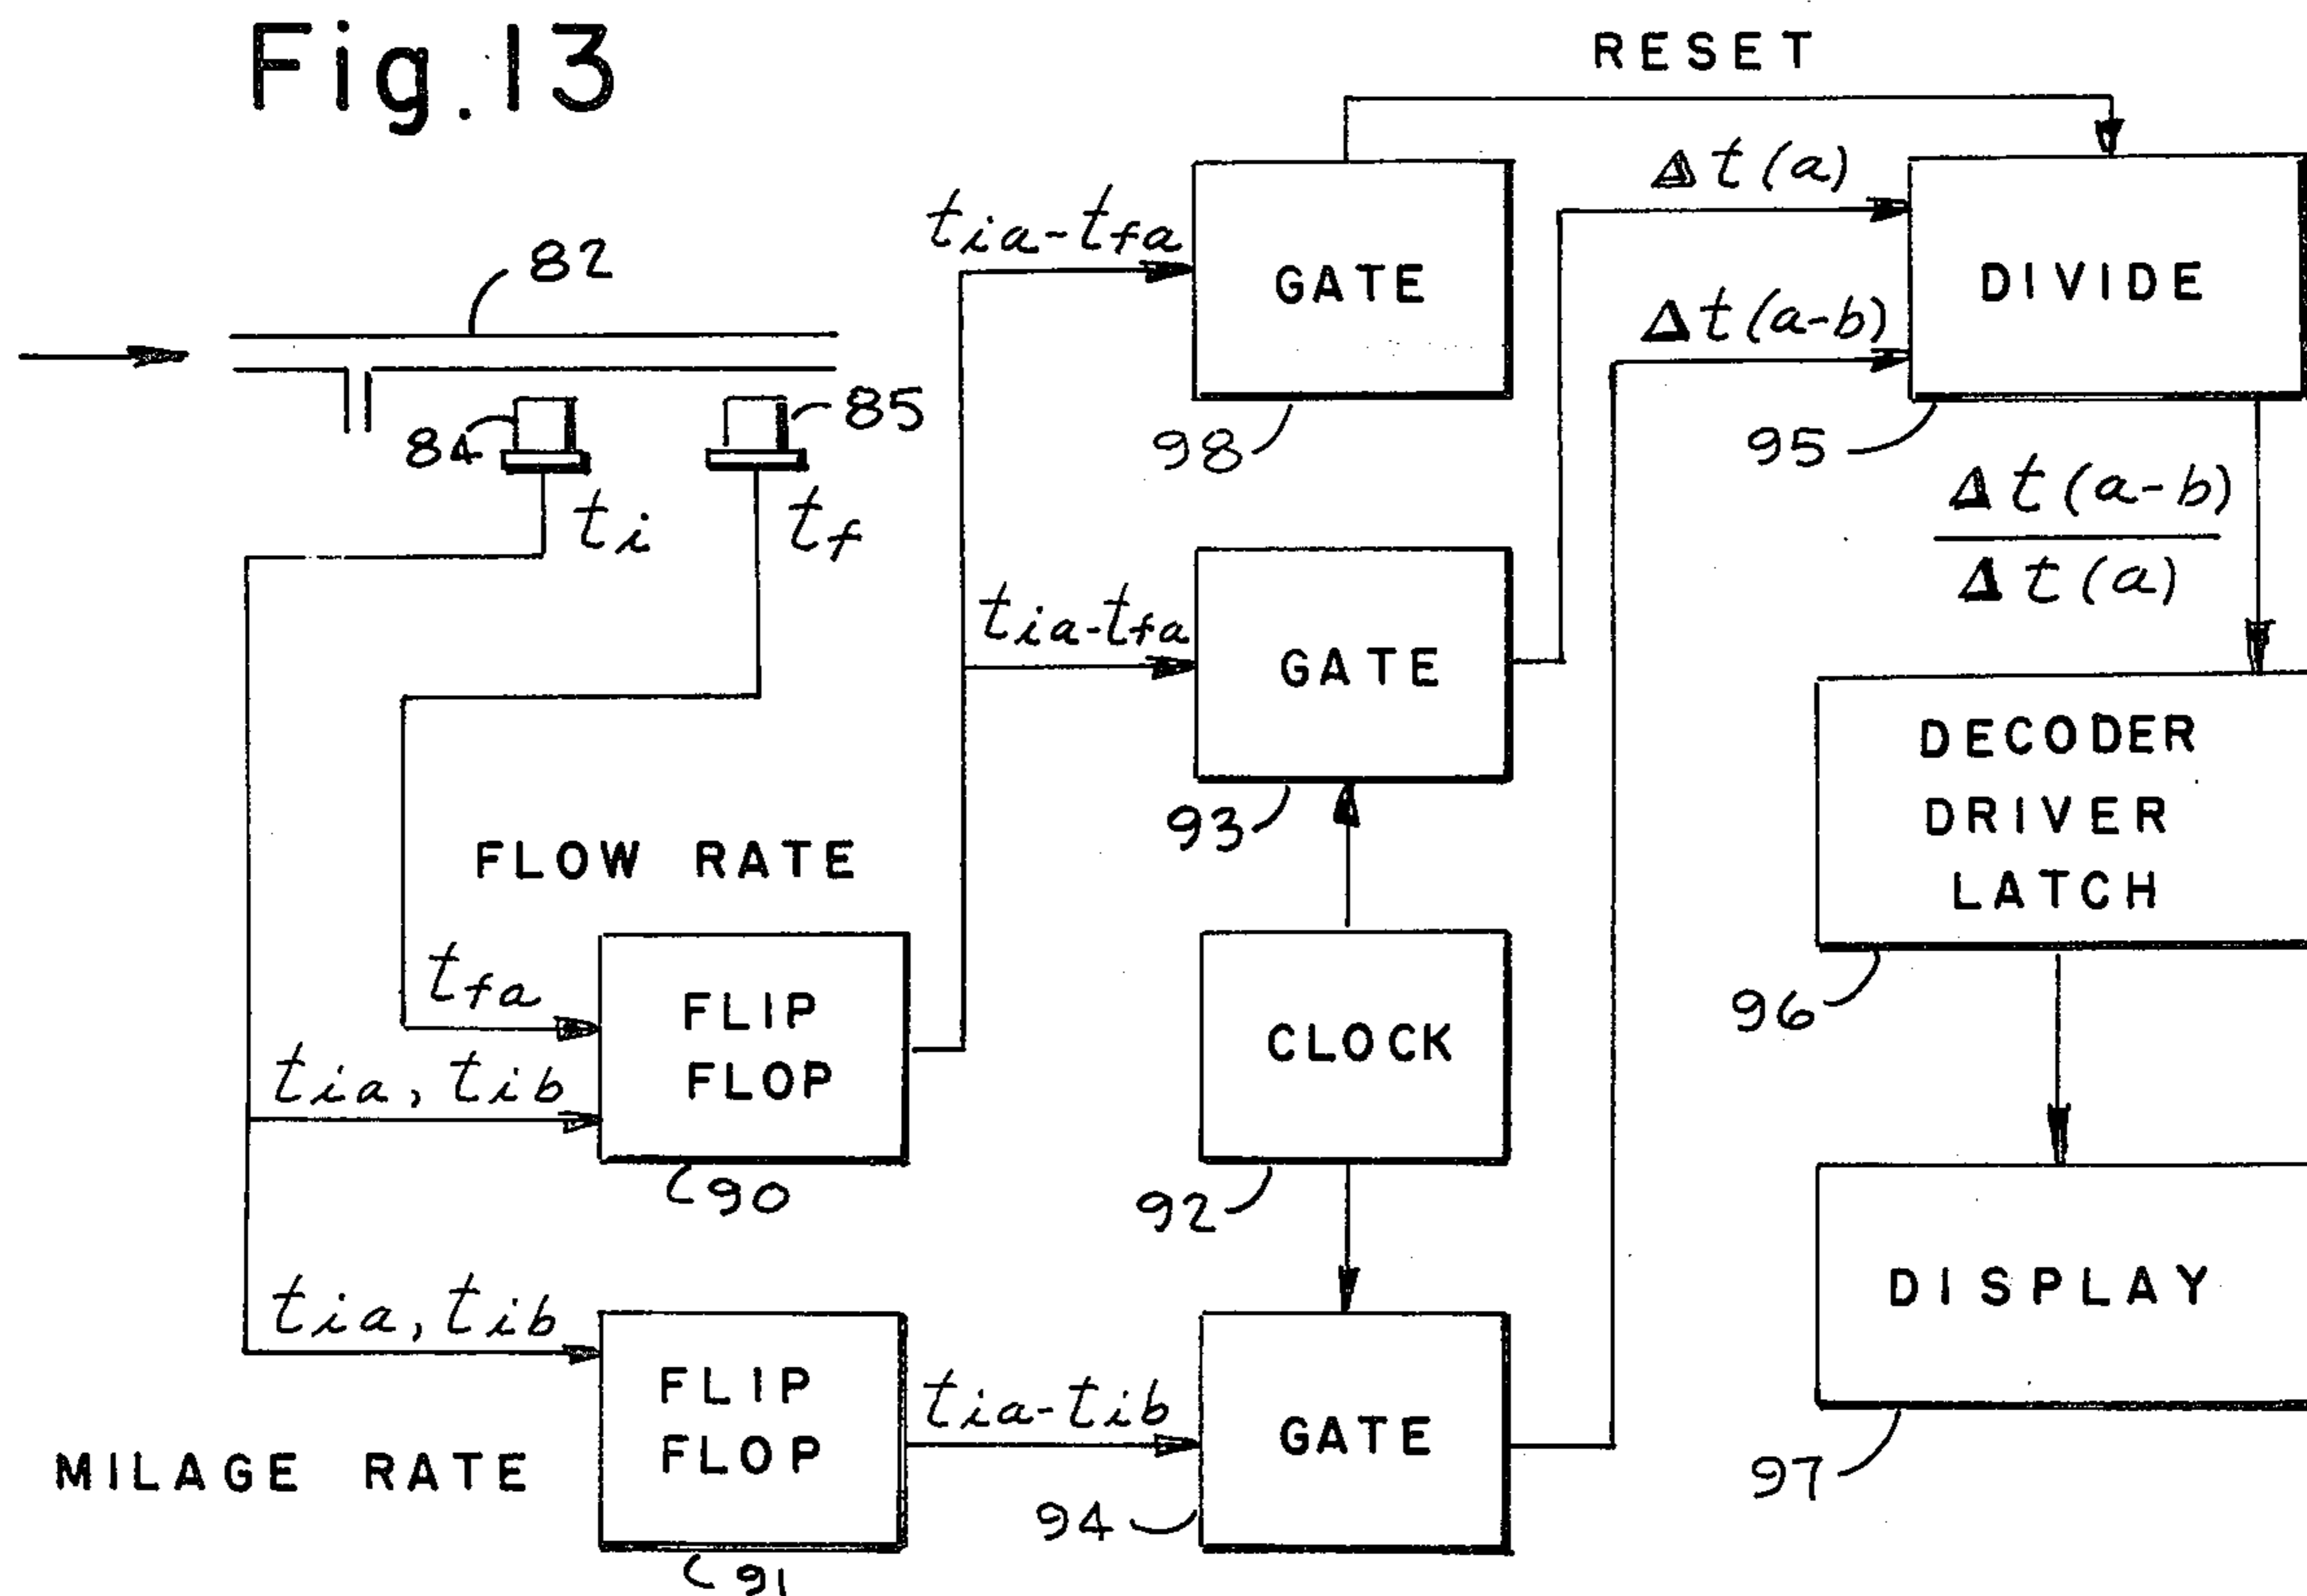 Fig.13
RESET
82
84
85
ti
tf
tia-tfa
GATE
98
Δt(a)
Δt(a-b)
DIVIDE
95
Δt(a-b)
Δt(a)
tia-tfa
GATE
93
DECODER
DRIVER
LATCH
96
FLOW RATE
tfa
tia, tib
FLIP
FLOP
90
CLOCK
92
DISPLAY
97
tia, tib
MILAGE RATE
FLIP
FLOP
91
tia-tib
GATE
94